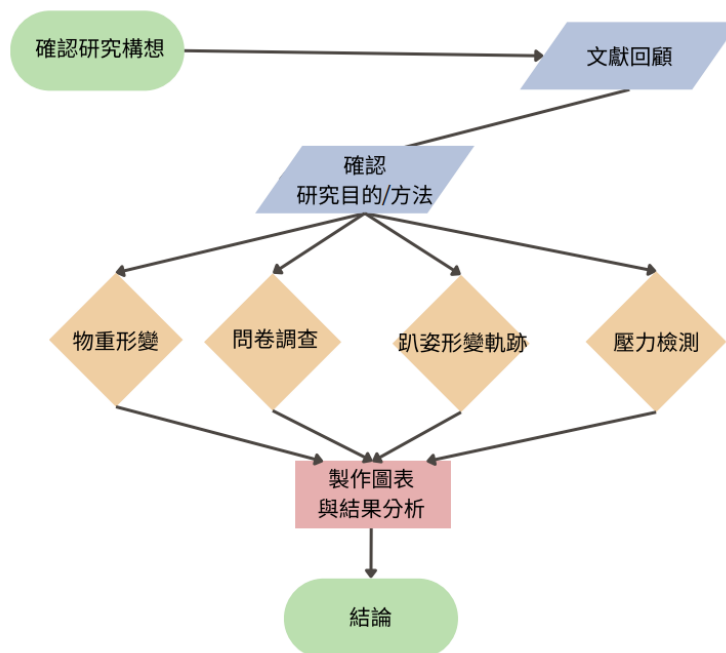 確認研究構想
文獻回顧
確認
研究目的/方法
物重形變
問卷調查
趴姿形變軌跡
壓力檢測
製作圖表
與結果分析
結論